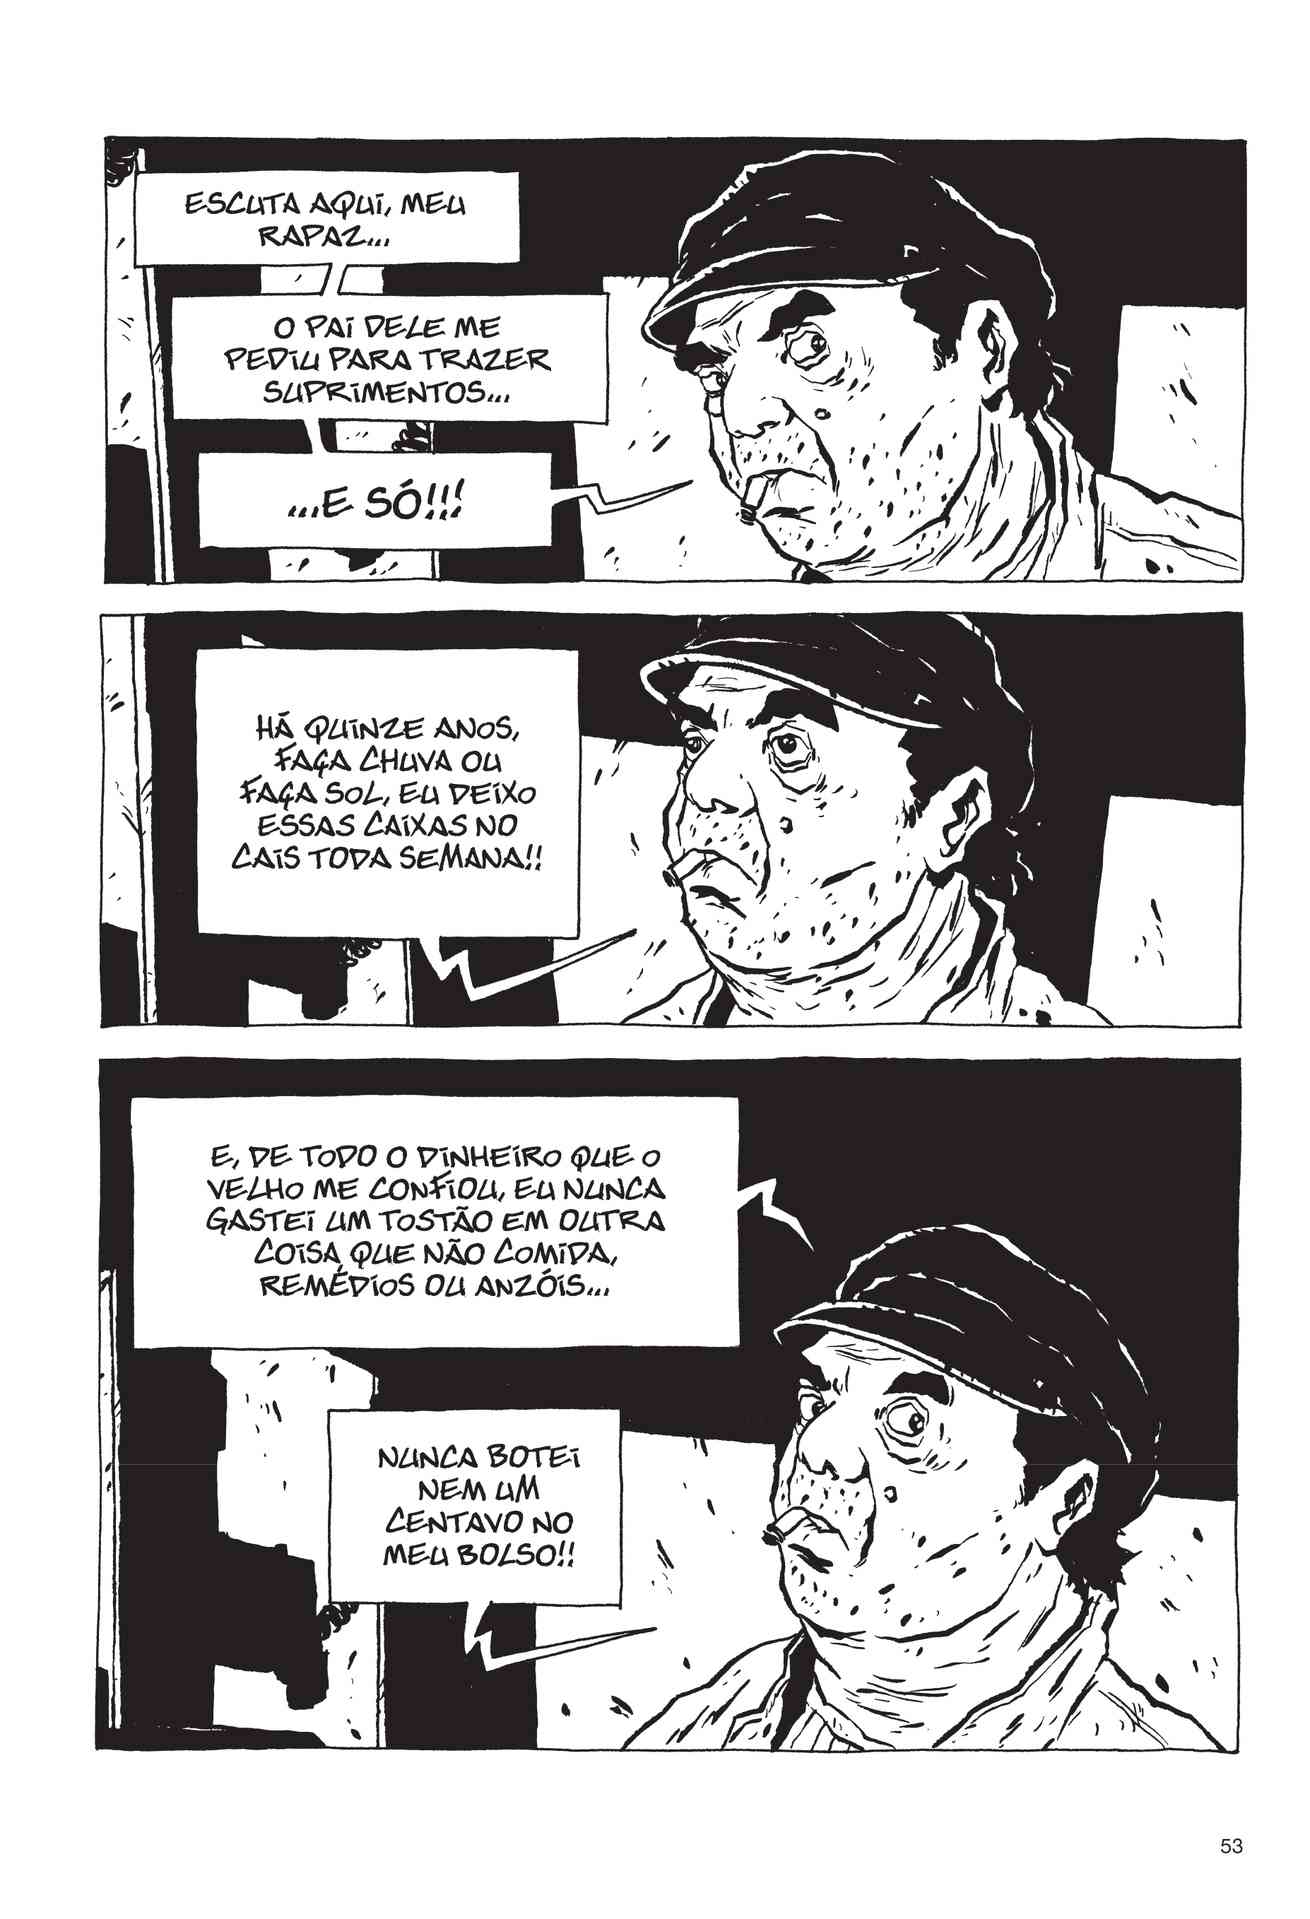 ESCUTA AQUI, MEU
RAPAZ...
O PAI DELE ME
PEDIU PARA TRAZER
SUPRIMENTOS...
...E SÓ!!!
HÁ QUINZE ANOS,
FAÇA CHUVA OU
FAÇA SOL, EU DEIXO
ESSAS CAIXAS NO
CAIS TODA SEMANA!!
E, DE TODO O DINHEIRO QUE O
VELHO ME CONFIOU, EU NUNCA
GASTEI UM TOSTÃO EM OUTRA
COISA QUE NÃO COMIDA,
REMÉDIOS OU ANZÓIS...
NUNCA BOTEI
NEM UM
CENTAVO NO
MEU BOLSO!!
53